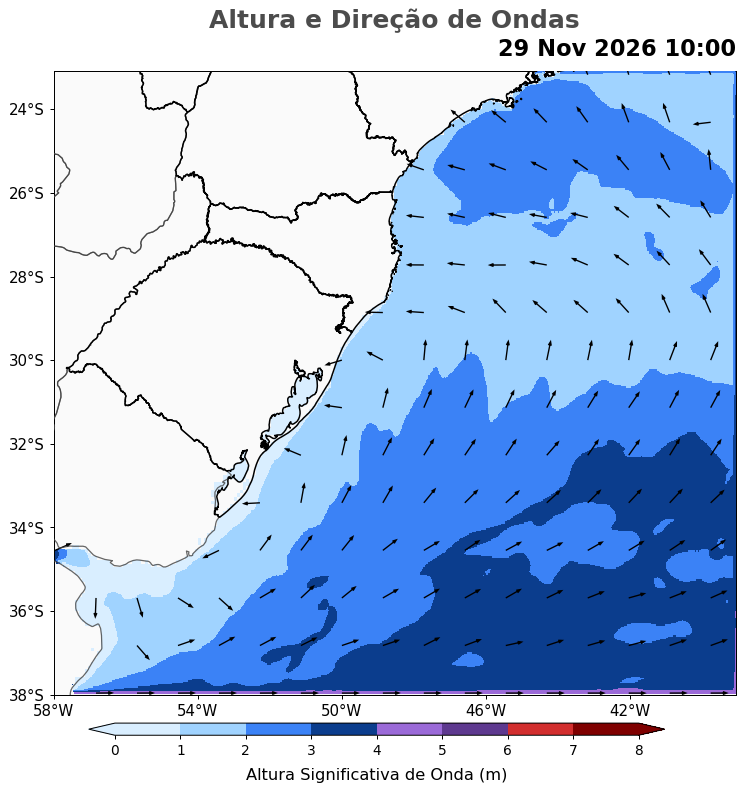 Altura e Direção de Ondas
29 Nov 2026 10:00
24°S
26°S
28°S
30°S
32°S
34°S
36°S
38°S
58°W 54°W 50°W 46°W 42°W
0 1 2 3 4 5 6 7 8
Altura Significativa de Onda (m)